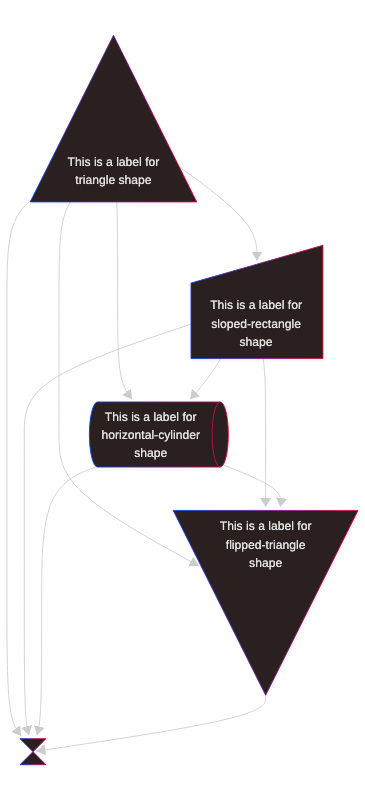 This is a label for
triangle shape
This is a label for
sloped-rectangle
shape
This is a label for
horizontal-cylinder
shape
This is a label for
flipped-triangle
shape